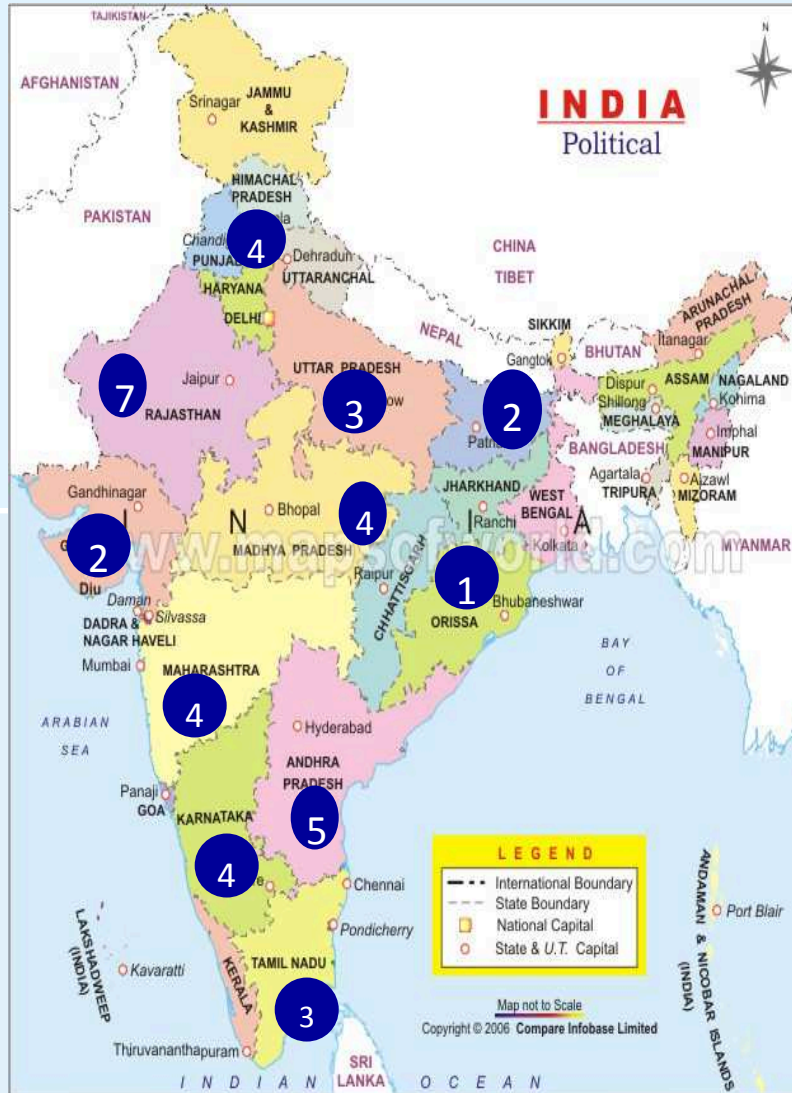 TAJIKISTAN
N
AFGHANISTAN
JAMMU
&
KASHMIR
Srinagar
INDIA
Political
HIMACHAL
PRADESH
PAKISTAN
4
Dehradun
UTTARANCHAL
CHINA
TIBET
HARYANA
DELHI
NEPAL
SIKKIM
Gangtok
BHUTAN
ARUNACHAL
PRADESH
Itanagar
7
Jaipur
RAJASTHAN
UTTAR PRADESH
3
2
Dispur
ASSAM
NAGALAND
Shillong
Kohima
MEGHALAYA
Imphal
MANIPUR
BANGLADESH
Agartala
TRIPURA
Aizawl
MIZORAM
Gandhinagar
I N I A
Bhopal
4
MADHYA PRADESH
JHARKHAND
Ranchi
WEST
BENGAL
Kolkata
MYANMAR
www.mapsofworld.com
2
Diu
Daman
Silvassa
DADRA &
NAGAR HAVELI
Raipur
CHHATTISGARH
1
Bhubaneshwar
ORISSA
Mumbai
MAHARASHTRA
4
BAY
OF
BENGAL
ARABIAN
SEA
Hyderabad
ANDHRA
PRADESH
5
Panaji
GOA
KARNATAKA
4
Chennai
Pondicherry
LEGEND
International Boundary
State Boundary
National Capital
State & U.T. Capital
Map not to Scale
Copyright © 2006 Compare Infobase Limited
ANDAMAN & NICOBAR ISLANDS
(INDIA)
Port Blair
LAKSHADWEEP
(INDIA)
Kavaratti
KERALA
TAMIL NADU
3
Thiruvananthapuram
SRI
LANKA
INDIAN OCEAN